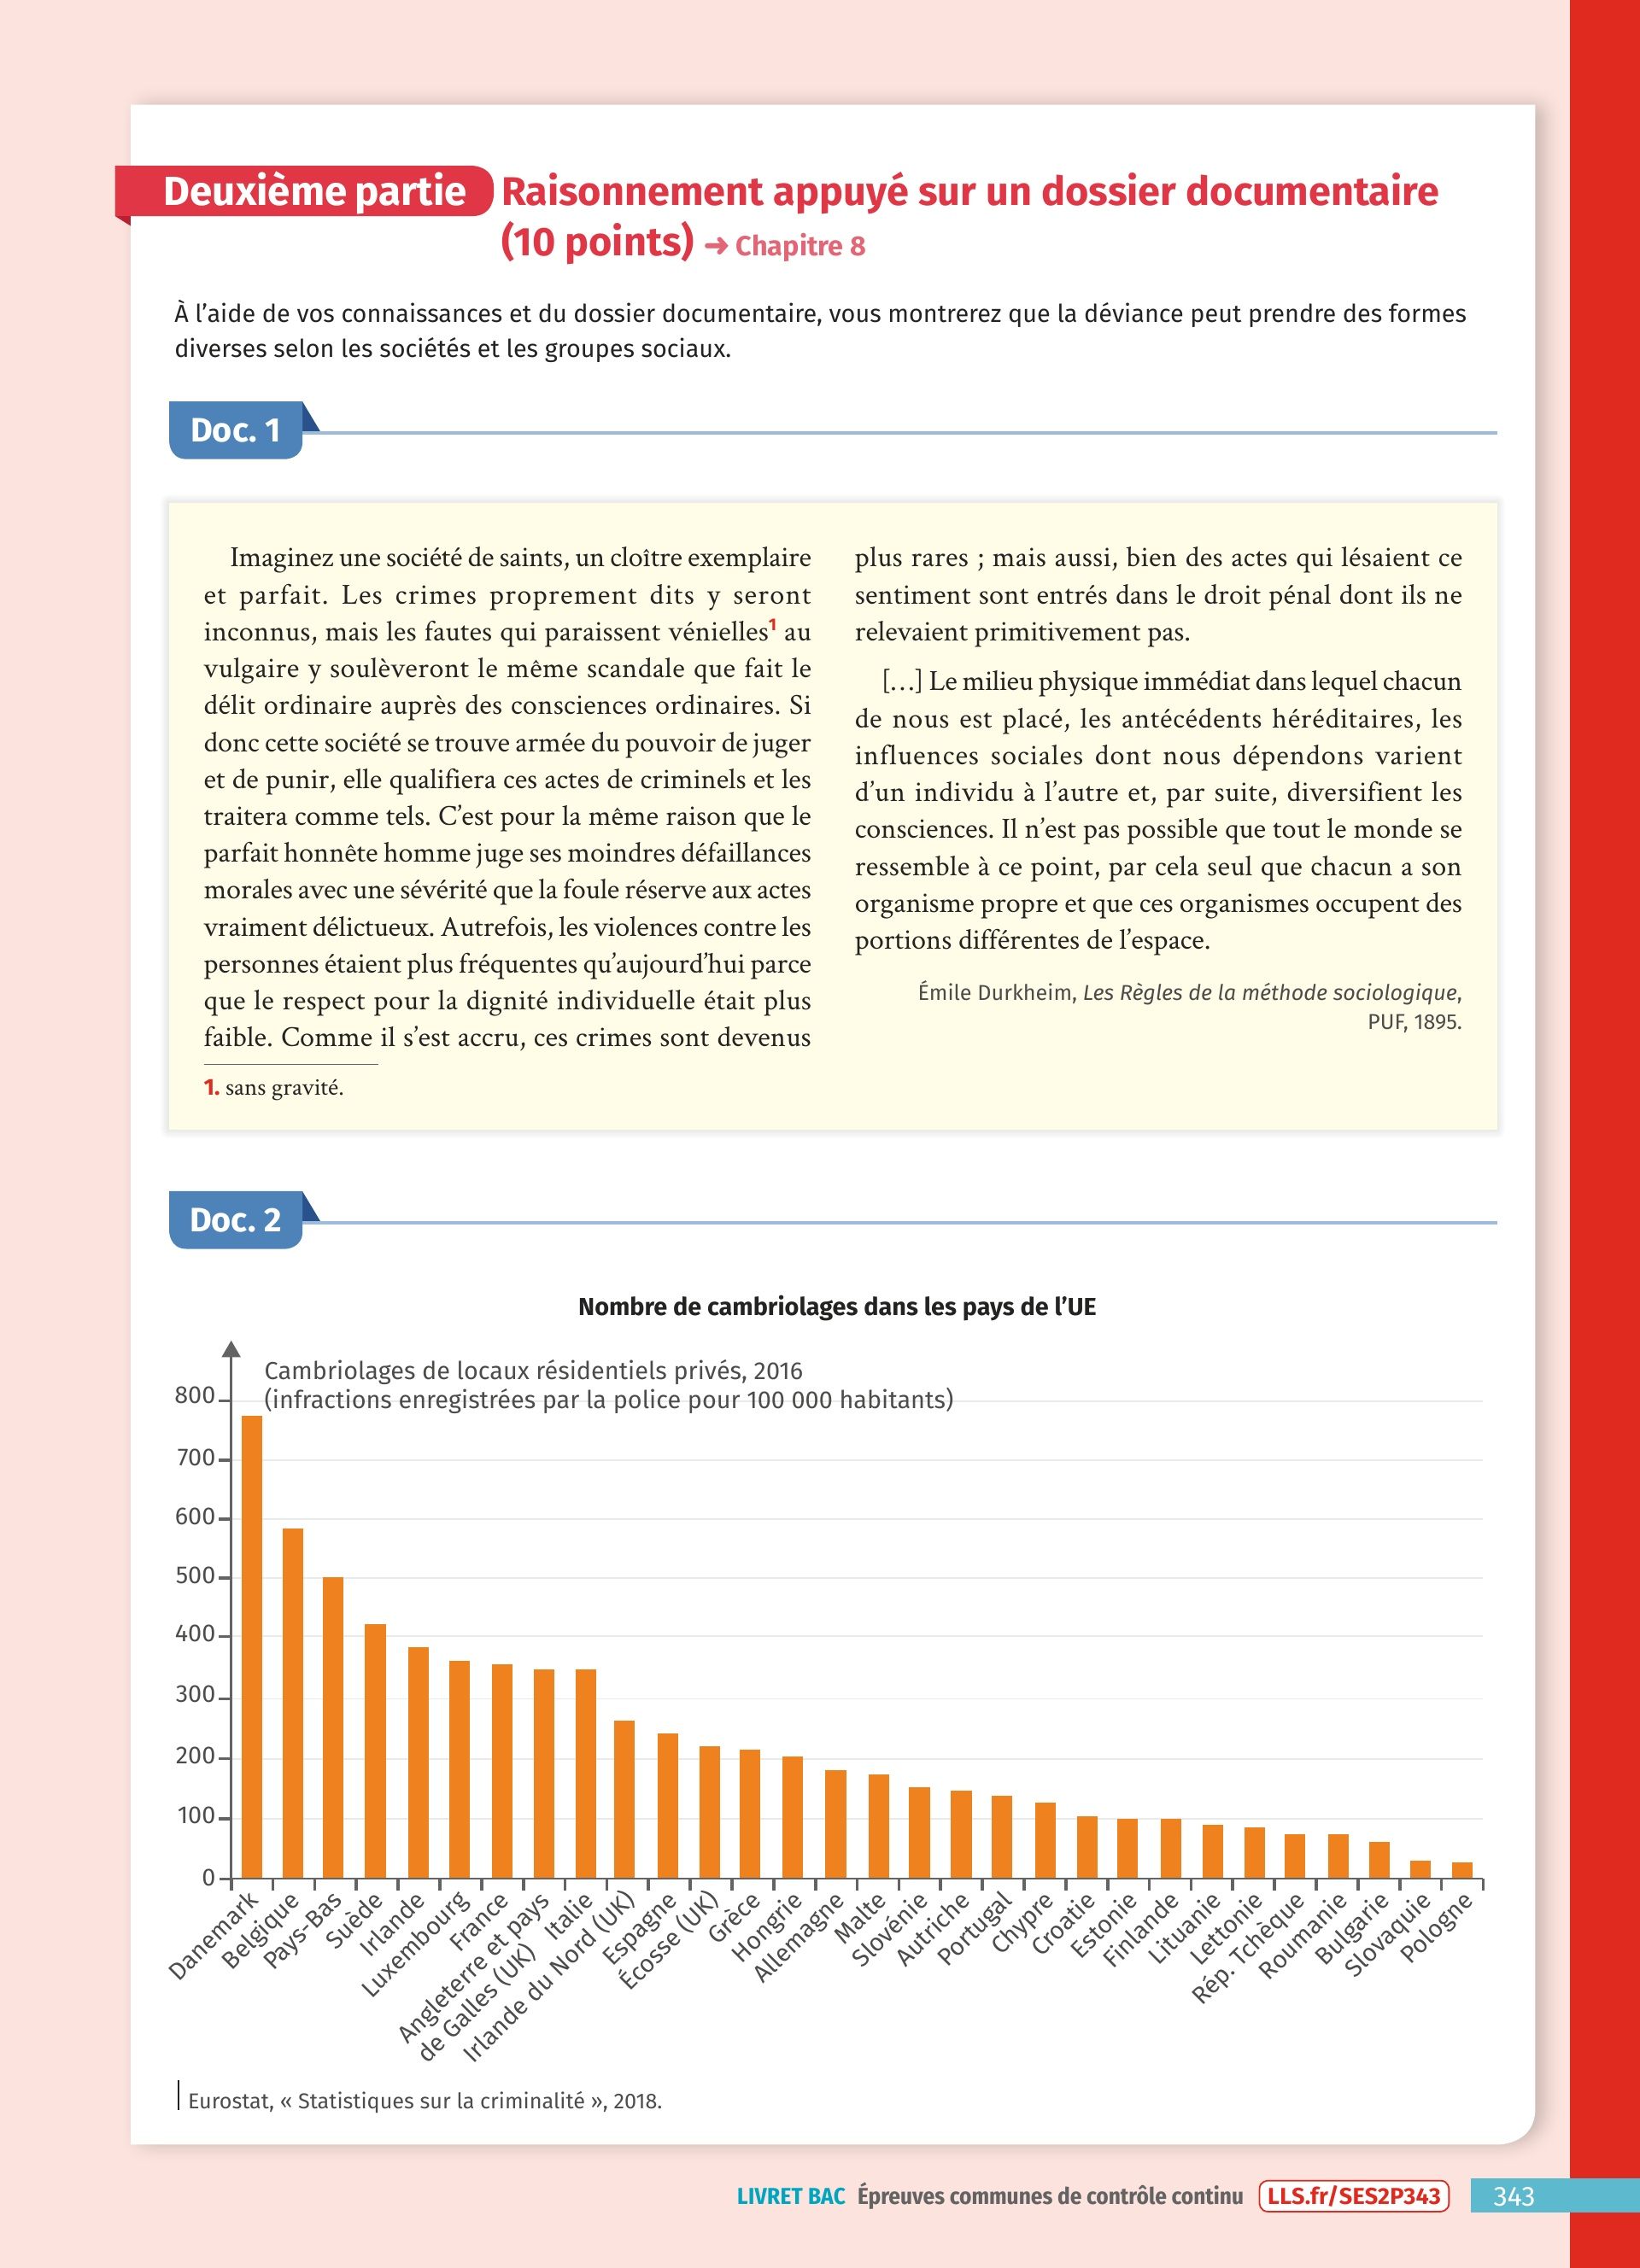 Deuxième partie Raisonnement appuyé sur un dossier documentaire
(10 points) ➜ Chapitre 8
À l’aide de vos connaissances et du dossier documentaire, vous montrerez que la déviance peut prendre des formes
diverses selon les sociétés et les groupes sociaux.
Doc. 1
Imaginez une société de saints, un cloître exemplaire
et parfait. Les crimes proprement dits y seront
inconnus, mais les fautes qui paraissent vénielles1 au
vulgaire y soulèveront le même scandale que fait le
délit ordinaire auprès des consciences ordinaires. Si
donc cette société se trouve armée du pouvoir de juger
et de punir, elle qualifiera ces actes de criminels et les
traitera comme tels. C’est pour la même raison que le
parfait honnête homme juge ses moindres défaillances
morales avec une sévérité que la foule réserve aux actes
vraiment délictueux. Autrefois, les violences contre les
personnes étaient plus fréquentes qu’aujourd’hui parce
que le respect pour la dignité individuelle était plus
faible. Comme il s’est accru, ces crimes sont devenus
plus rares ; mais aussi, bien des actes qui lésaient ce
sentiment sont entrés dans le droit pénal dont ils ne
relevaient primitivement pas.
[…] Le milieu physique immédiat dans lequel chacun
de nous est placé, les antécédents héréditaires, les
influences sociales dont nous dépendons varient
d’un individu à l’autre et, par suite, diversifient les
consciences. Il n’est pas possible que tout le monde se
ressemble à ce point, par cela seul que chacun a son
organisme propre et que ces organismes occupent des
portions différentes de l’espace.
Émile Durkheim, Les Règles de la méthode sociologique,
PUF, 1895.
1. sans gravité.
Doc. 2
Nombre de cambriolages dans les pays de l’UE
Cambriolages de locaux résidentiels privés, 2016
(infractions enregistrées par la police pour 100 000 habitants)
800
700
600
500
400
300
200
100
0
Danemark
Belgique
Pays-Bas
Suède
Irlande
Luxembourg
France
Angleterre et pays
de Galles (UK)
Italie
Irlande du Nord (UK)
Espagne
Écosse (UK)
Grèce
Hongrie
Allemagne
Malte
Slovénie
Autriche
Portugal
Chypre
Croatie
Estonie
Finlande
Lituanie
Lettonie
Rép. Tchèque
Roumanie
Bulgarie
Slovaquie
Pologne
Eurostat, « Statistiques sur la criminalité », 2018.
LIVRET BAC Épreuves communes de contrôle continu LLS.fr/SES2P343 343